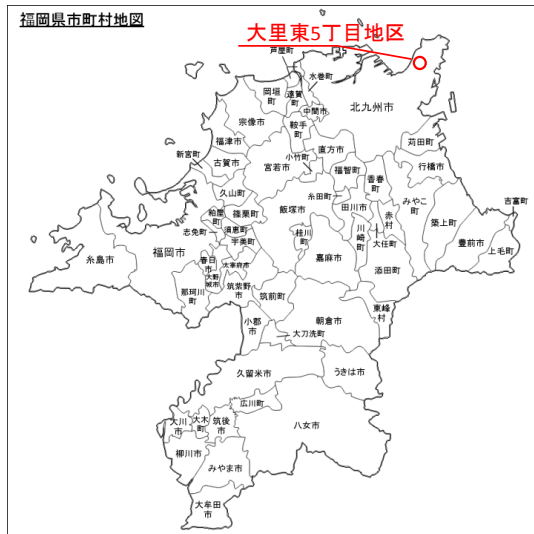 福岡県市町村地図
大里東5丁目地区
芦屋町
水巻町
岡垣町
遠賀町
中間市
北九州市
宗像市
鞍手町
福津市
直方市
苅田町
新宮町
古賀市
小竹町
宮若市
福智町
香春町
行橋市
久山町
糸田町
みやこ町
吉富町
粕屋町
篠栗町
飯塚市
田川市
赤村
築上町
志免町
須恵町
桂川町
川崎町
豊前市
上毛町
福岡市
宇美町
大任町
糸島市
春日市
太宰府市
嘉麻市
添田町
大野城市
那珂川町
筑紫野市
筑前町
東峰村
小郡市
朝倉市
大刀洗町
久留米市
うきは市
広川町
大川市
大木町
筑後市
八女市
柳川市
みやま市
大牟田市